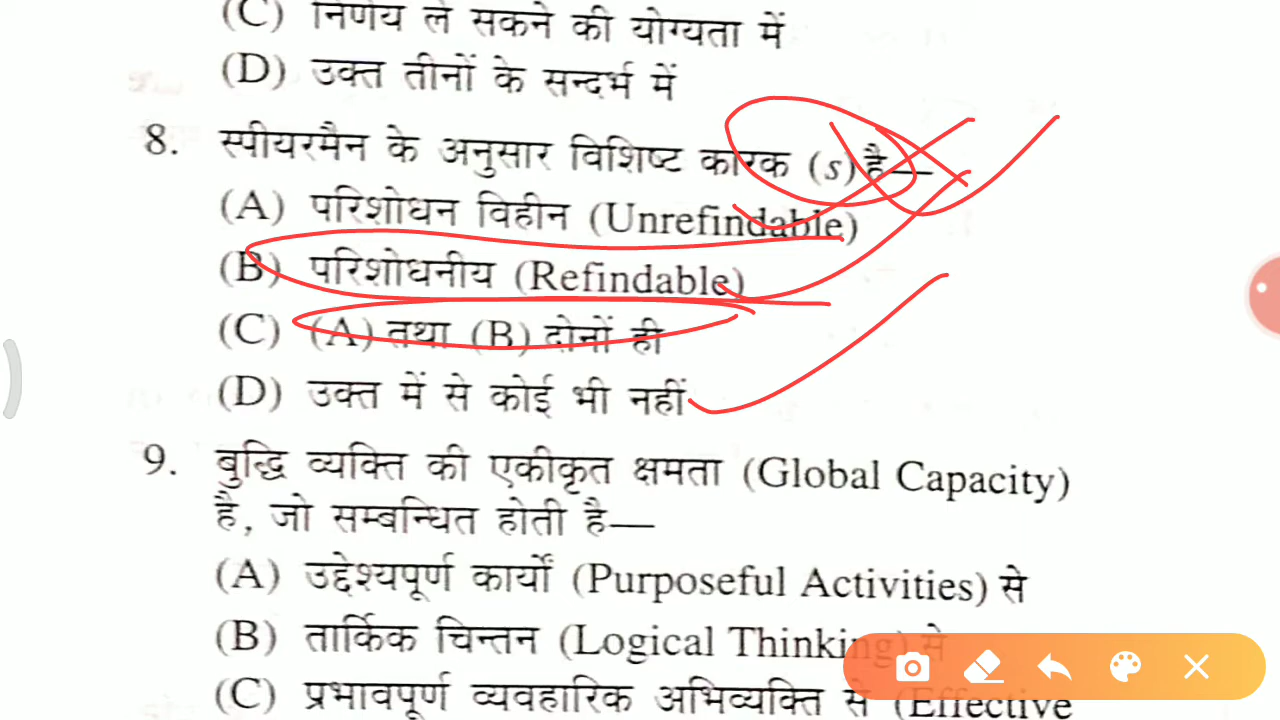 (C) निर्णय ले सकने की योग्यता में
(D) उक्त तीनों के सन्दर्भ में
8. स्पीयरमैन के अनुसार विशिष्ट कारक (s) है—
(A) परिशोधन विहीन (Unrefindable)
(B) परिशोधनीय (Refindable)
(C) (A) तथा (B) दोनों ही
(D) उक्त में से कोई भी नहीं
9. बुद्धि व्यक्ति की एकीकृत क्षमता (Global Capacity)
है, जो सम्बन्धित होती है—
(A) उद्देश्यपूर्ण कार्यों (Purposeful Activities) से
(B) तार्किक चिन्तन (Logical Thinking) से
(C) प्रभावपूर्ण व्यवहारिक अभिव्यक्ति से (Effective